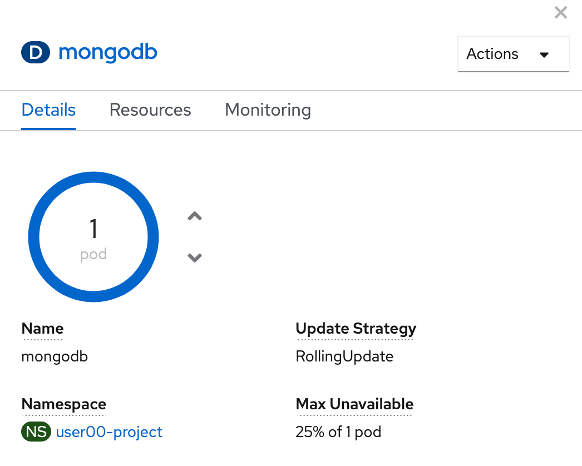 D mongodb
Actions
Details Resources Monitoring
1
pod
Name
mongodb
Update Strategy
RollingUpdate
Namespace
NS user00-project
Max Unavailable
25% of 1 pod